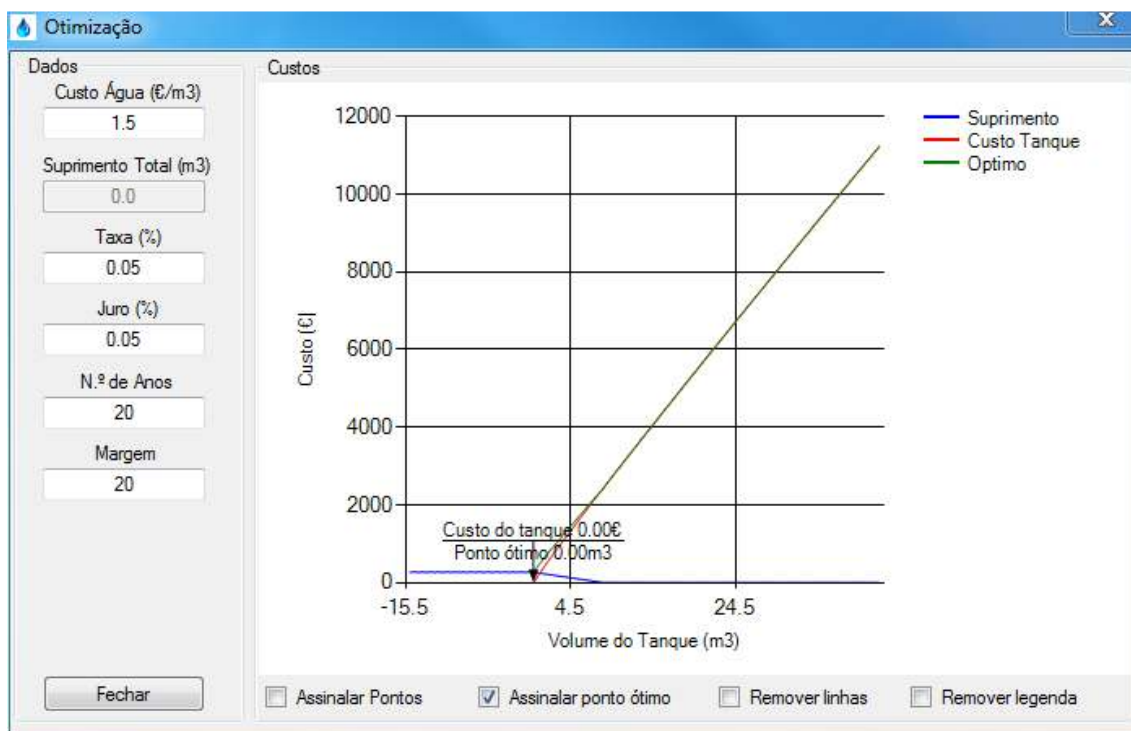 Otimização
Dados
Custo Água (€/m3)
1.5
Suprimento Total (m3)
0.0
Taxa (%)
0.05
Juro (%)
0.05
N.º de Anos
20
Margem
20
Fechar
Custos
12000
10000
8000
6000
4000
2000
0
Custo [€]
-15.5
4.5
24.5
Volume do Tanque (m3)
Custo do tanque 0.00€
Ponto ótimo 0.00m3
Suprimento
Custo Tanque
Optimo
Assinalar Pontos
Assinalar ponto ótimo
Remover linhas
Remover legenda